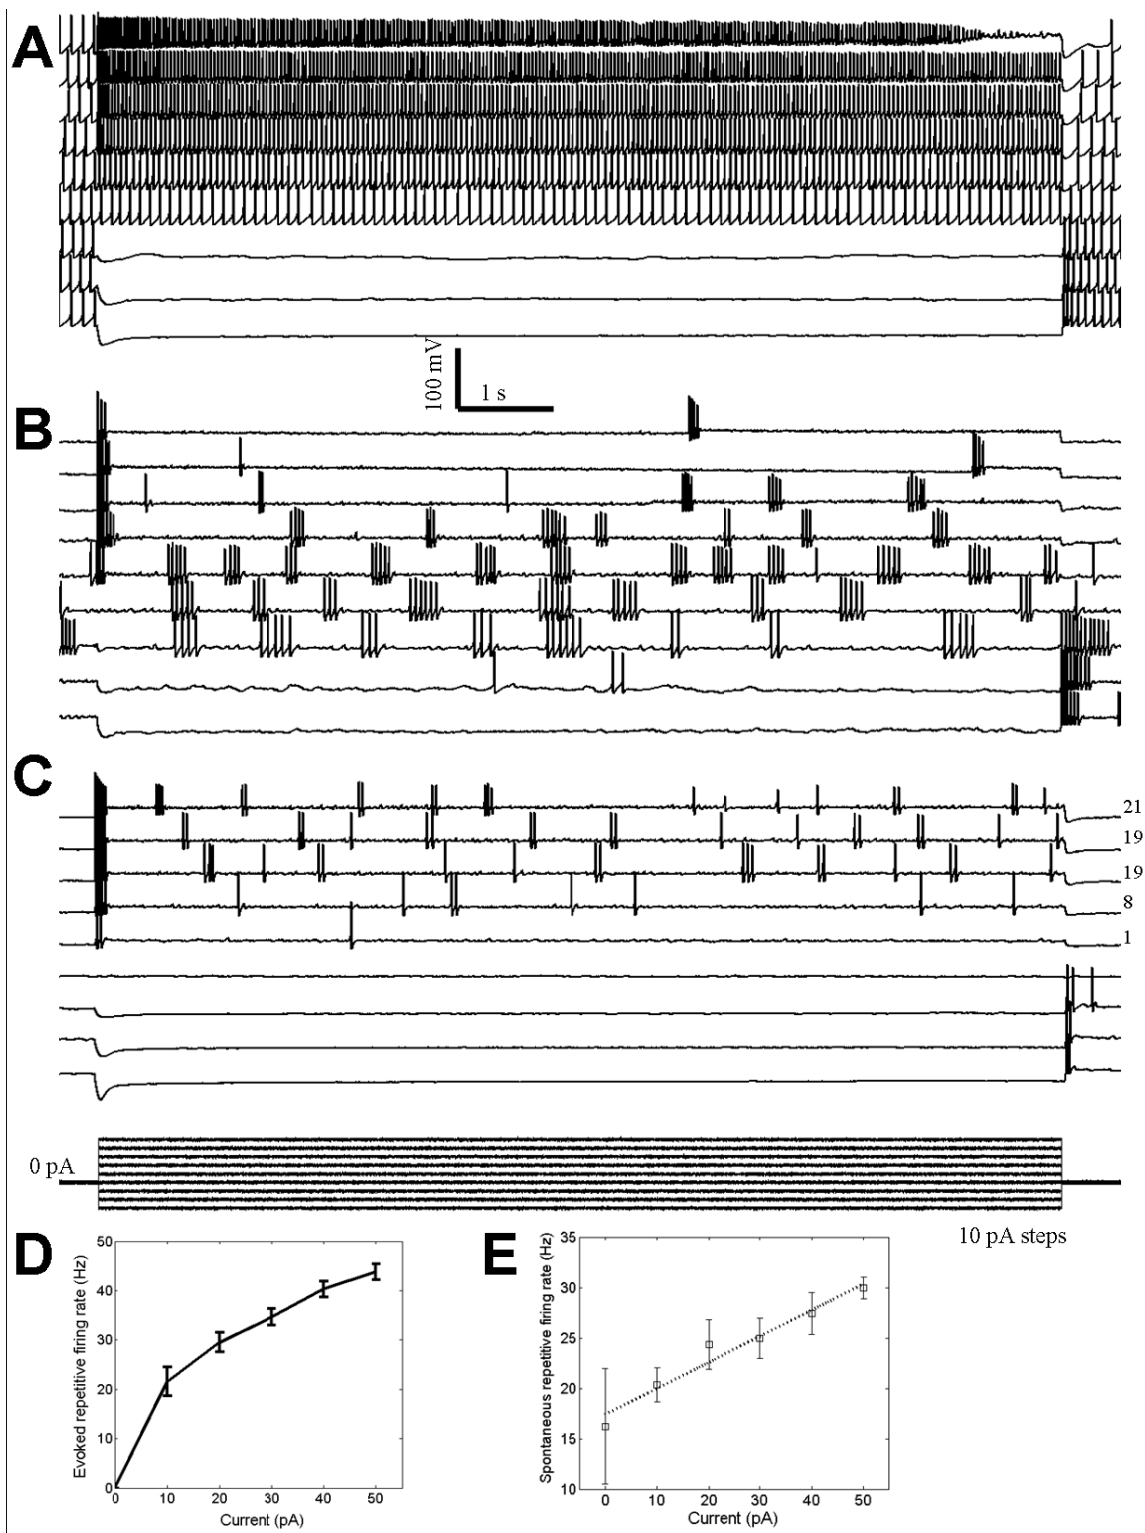 A
100 mV
1 s
B
C
21
19
19
8
1
0 pA
10 pA steps
D
Evoked repetitive firing rate (Hz)
50
40
30
20
10
0
0 10 20 30 40 50
Current (pA)
E
Spontaneous repetitive firing rate (Hz)
35
30
25
20
15
10
0 10 20 30 40 50
Current (pA)